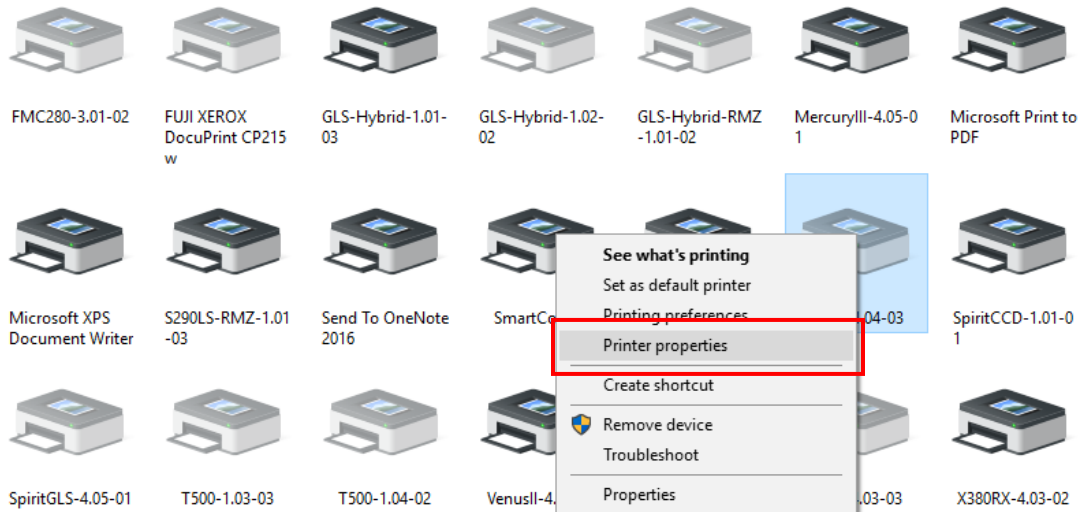 FMC280-3.01-02
FUJI XEROX
DocuPrint CP215
w
GLS-Hybrid-1.01-
03
GLS-Hybrid-1.02-
02
GLS-Hybrid-RMZ
-1.01-02
MercuryIII-4.05-0
1
Microsoft Print to
PDF
Microsoft XPS
Document Writer
S290LS-RMZ-1.01
-03
Send To OneNote
2016
SmartCo
.04-03
SpiritCCD-1.01-0
1
See what's printing
Set as default printer
Printing preferences
Printer properties
Create shortcut
Remove device
Troubleshoot
Properties
SpiritGLS-4.05-01
T500-1.03-03
T500-1.04-02
VenusII-4.
.03-03
X380RX-4.03-02